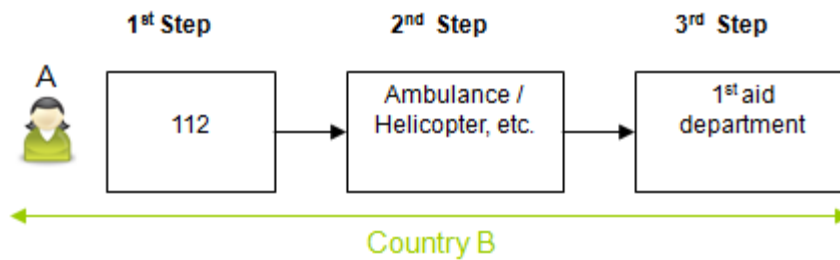 1st Step 2nd Step 3rd Step
A
112
Ambulance /
Helicopter, etc.
1st aid
department
Country B